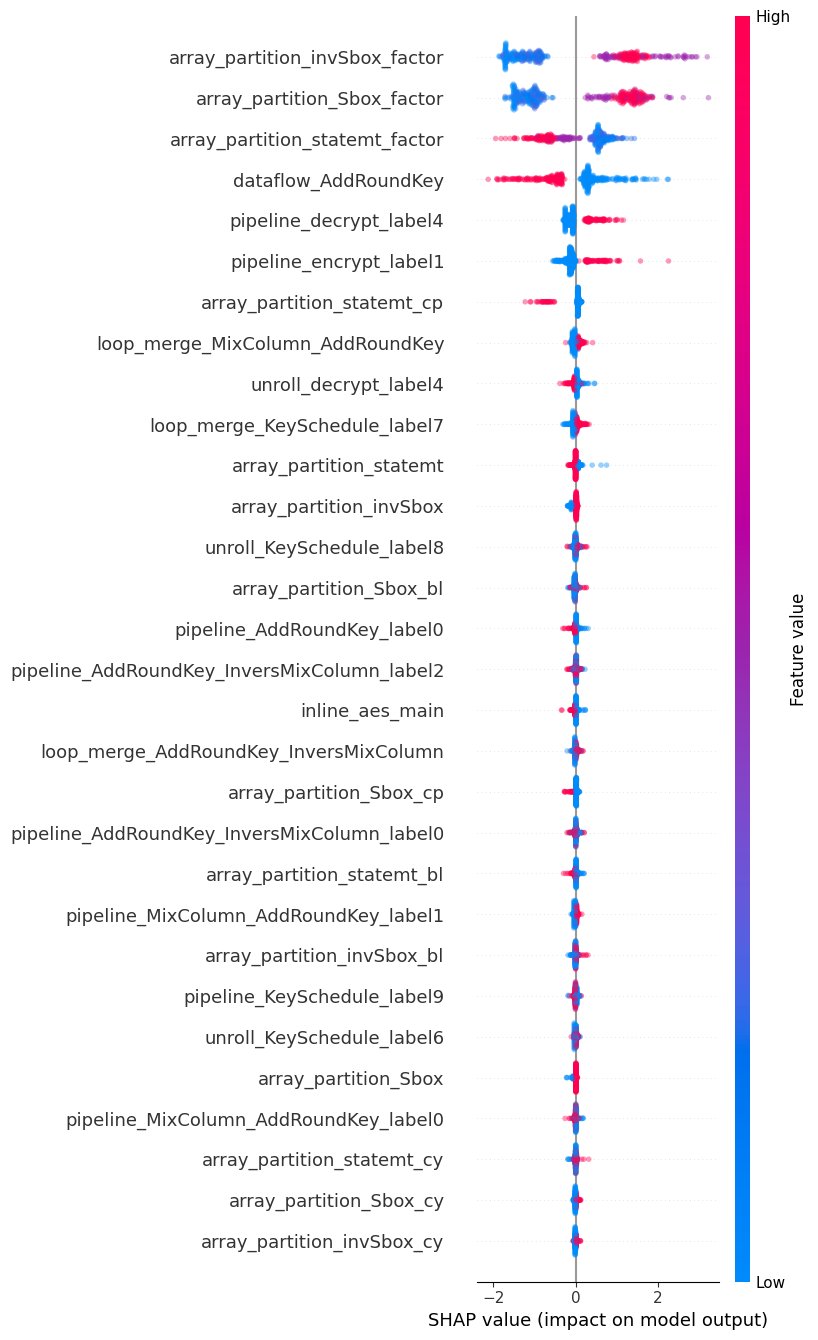 High
array_partition_invSbox_factor
array_partition_Sbox_factor
array_partition_statemt_factor
dataflow_AddRoundKey
pipeline_decrypt_label4
pipeline_encrypt_label1
array_partition_statemt_cp
loop_merge_MixColumn_AddRoundKey
unroll_decrypt_label4
loop_merge_KeySchedule_label7
array_partition_statemt
array_partition_invSbox
unroll_KeySchedule_label8
array_partition_Sbox_bl
pipeline_AddRoundKey_label0
pipeline_AddRoundKey_InversMixColumn_label2
inline_aes_main
loop_merge_AddRoundKey_InversMixColumn
array_partition_Sbox_cp
pipeline_AddRoundKey_InversMixColumn_label0
array_partition_statemt_bl
pipeline_MixColumn_AddRoundKey_label1
array_partition_invSbox_bl
pipeline_KeySchedule_label9
unroll_KeySchedule_label6
array_partition_Sbox
pipeline_MixColumn_AddRoundKey_label0
array_partition_statemt_cy
array_partition_Sbox_cy
array_partition_invSbox_cy
Feature value
Low
−2 0 2
SHAP value (impact on model output)